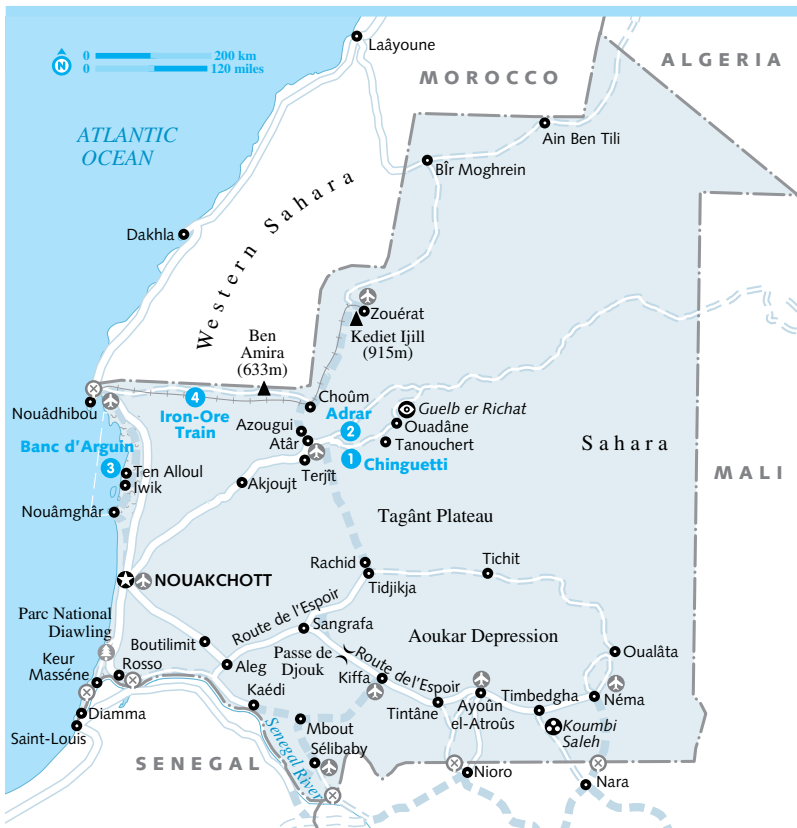 Laâyoune
0 200 km
0 120 miles
N
MOROCCO
ALGERIA
ATLANTIC
OCEAN
Ain Ben Tili
BÎr Moghrein
Western Sahara
Dakhla
Zouérat
Kediet Ijill
(915m)
Ben
Amira
(633m)
4
Iron-Ore
Train
Nouâdhibou
Choûm
Adrar
2
Guelb er Richat
Ouadâne
Azougui
Atâr
Tanouchert
Banc d'Arguin
3
Ten Alloul
Iwik
Terjît
1
Chinguetti
Sahara
MALI
Akjoujt
Nouâmghâr
Tagânt Plateau
Rachid
Tichit
Tidjikja
NOUAKCHOTT
Parc National
Diawling
Route de l'Espoir
Sangrafa
Aoukar Depression
Boutilimit
Oualâta
Keur
Masséne
Rosso
Aleg
Passe de
Djouk
Route de l'Espoir
Kiffa
Kaédi
Tintâne
Ayoûn
el-Atroûs
Timbedgha
Néma
Diamma
Mbout
Koumbi
Saleh
Saint-Louis
Sélibaby
Senegal River
SENEGAL
Nioro
Nara